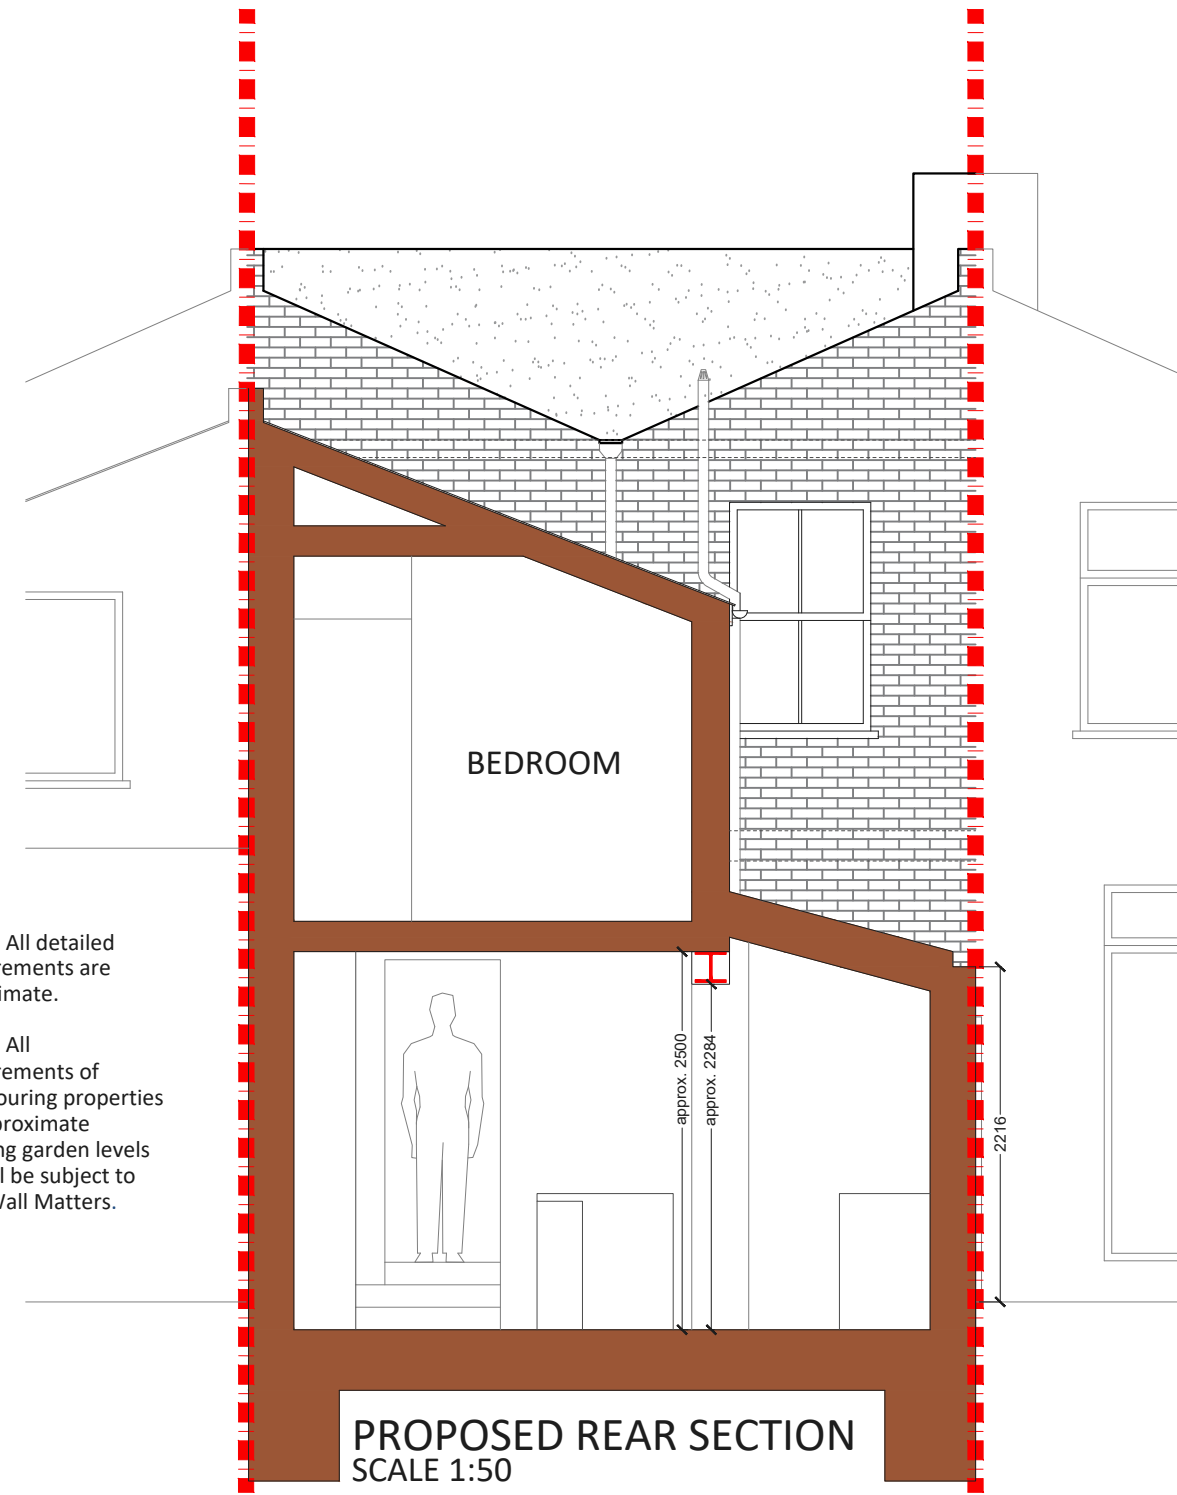 BEDROOM
All detailed
rements are
imate.
All
rements of
ouring properties
proximate
ng garden levels
l be subject to
Wall Matters.
approx. 2500
approx. 2284
2216
PROPOSED REAR SECTION
SCALE 1:50